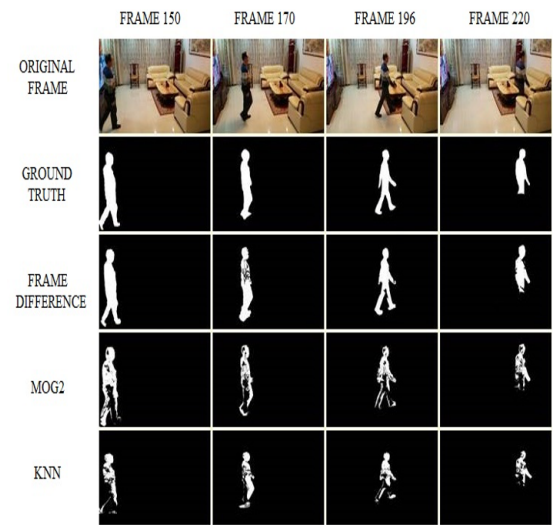 FRAME 150 FRAME 170 FRAME 196 FRAME 220
ORIGINAL
FRAME
GROUND
TRUTH
FRAME
DIFFERENCE
MOG2
KNN